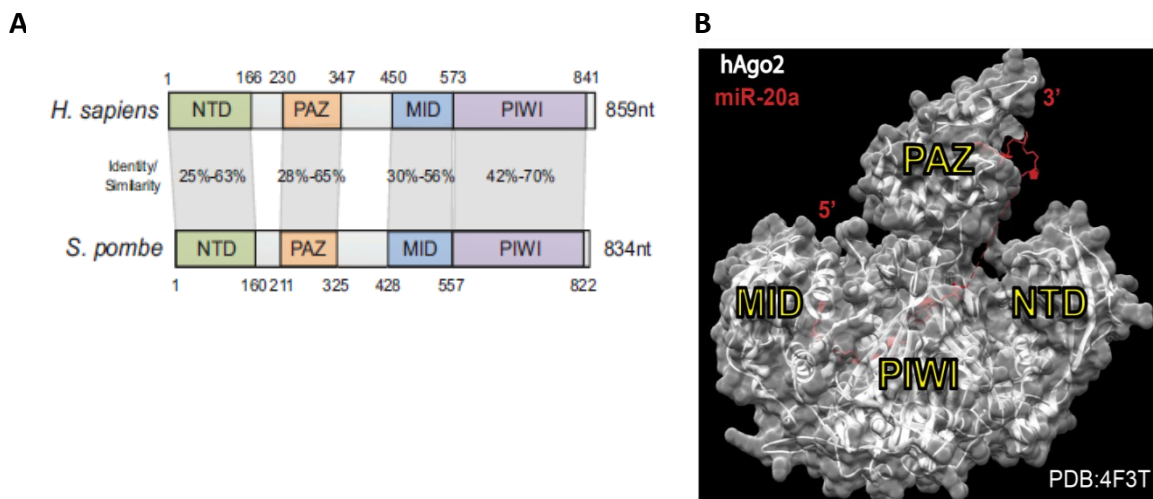 A
1 166 230 347 450 573 841
H. sapiens NTD PAZ MID PIWI 859nt
Identity/
Similarity
25%-63% 28%-65% 30%-56% 42%-70%
S. pombe NTD PAZ MID PIWI 834nt
1 160 211 325 428 557 822
B
hAgo2
miR-20a
3’
PAZ
5’
MID
NTD
PIWI
PDB:4F3T